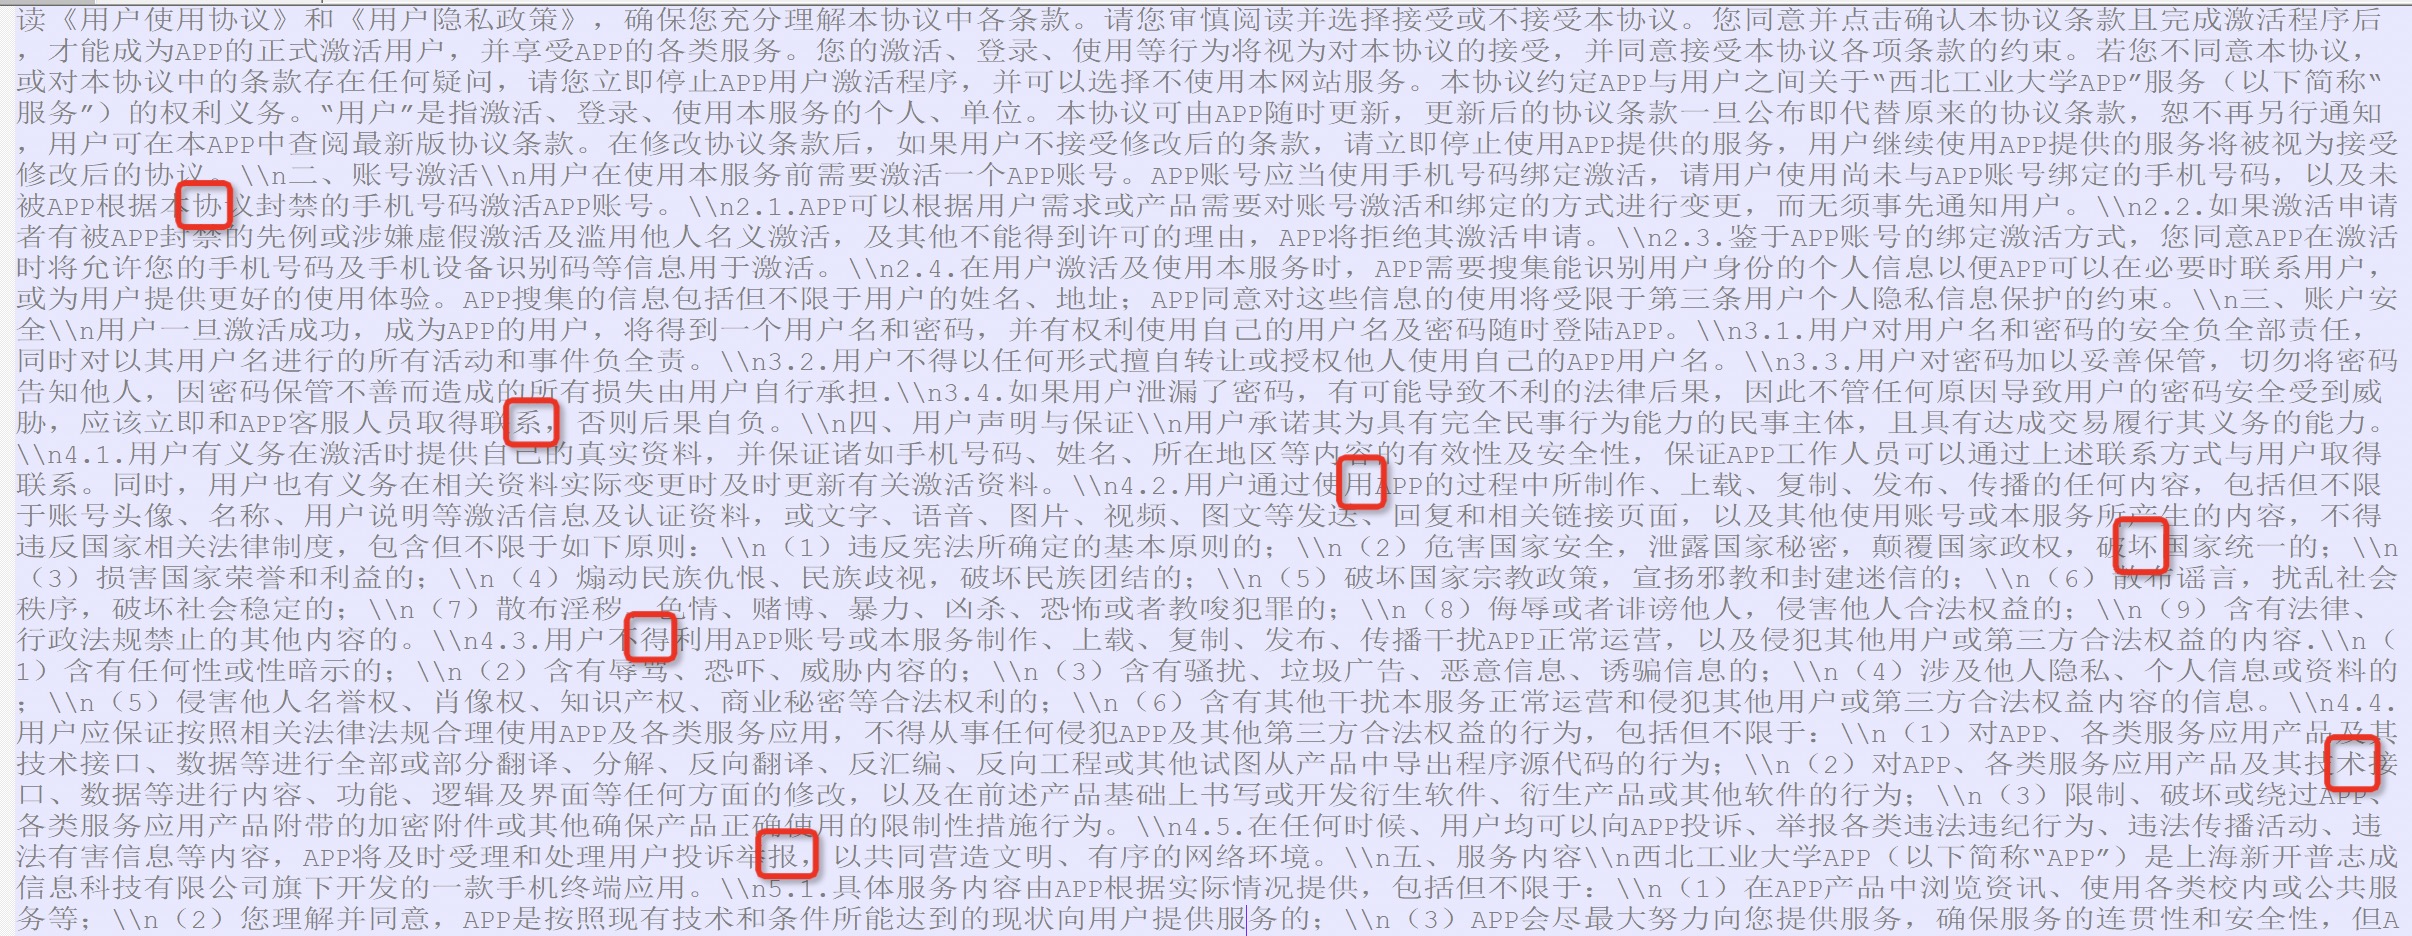 读《用户使用协议》和《用户隐私政策》，确保您充分理解本协议中各条款。请您审慎阅读并选择接受或不接受本协议。您同意并点击确认本协议条款且完成激活程序后
，才能成为APP的正式激活用户，并享受APP的各类服务。您的激活、登录、使用等行为将视为对本协议的接受，并同意接受本协议各项条款的约束。若您不同意本协议，
或对本协议中的条款存在任何疑问，请您立即停止APP用户激活程序，并可以选择不使用本网站服务。本协议约定APP与用户之间关于“西北工业大学APP”服务（以下简称“
服务”）的权利义务。“用户”是指激活、登录、使用本服务的个人、单位。本协议可由APP随时更新，更新后的协议条款一旦公布即代替原来的协议条款，恕不再另行通知
，用户可在本APP中查阅最新版协议条款。在修改协议条款后，如果用户不接受修改后的条款，请立即停止使用APP提供的服务，用户继续使用APP提供的服务将被视为接受
修改后的协议。\\n二、账号激活\\n用户在使用本服务前需要激活一个APP账号。APP账号应当使用手机号码绑定激活，请用户使用尚未与APP账号绑定的手机号码，以及未
被APP根据本协议封禁的手机号码激活APP账号。\\n2.1.APP可以根据用户需求或产品需要对账号激活和绑定的方式进行变更，而无须事先通知用户。\\n2.2.如果激活申请
者有被APP封禁的先例或涉嫌虚假激活及滥用他人名义激活，及其他不能得到许可的理由，APP将拒绝其激活申请。\\n2.3.鉴于APP账号的绑定激活方式，您同意APP在激活
时将允许您的手机号码及手机设备识别码等信息用于激活。\\n2.4.在用户激活及使用本服务时，APP需要搜集能识别用户身份的个人信息以便APP可以在必要时联系用户，
或为用户提供更好的使用体验。APP搜集的信息包括但不限于用户的姓名、地址；APP同意对这些信息的使用将受限于第三条用户个人隐私信息保护的约束。\\n三、账户安
全\\n用户一旦激活成功，成为APP的用户，将得到一个用户名和密码，并有权利使用自己的用户名及密码随时登陆APP。\\n3.1.用户对用户名和密码的安全负全部责任，
同时对以其用户名进行的所有活动和事件负全责。\\n3.2.用户不得以任何形式擅自转让或授权他人使用自己的APP用户名。\\n3.3.用户对密码加以妥善保管，切勿将密码
告知他人，因密码保管不善而造成的所有损失由用户自行承担.\\n3.4.如果用户泄漏了密码，有可能导致不利的法律后果，因此不管任何原因导致用户的密码安全受到威
胁，应该立即和APP客服人员取得联系，否则后果自负。\\n四、用户声明与保证\\n用户承诺其为具有完全民事行为能力的民事主体，且具有达成交易履行其义务的能力。
\\n4.1.用户有义务在激活时提供自己的真实资料，并保证诸如手机号码、姓名、所在地区等内容的有效性及安全性，保证APP工作人员可以通过上述联系方式与用户取得
联系。同时，用户也有义务在相关资料实际变更时及时更新有关激活资料。\\n4.2.用户通过使用APP的过程中所制作、上载、复制、发布、传播的任何内容，包括但不限
于账号头像、名称、用户说明等激活信息及认证资料，或文字、语音、图片、视频、图文等发送、回复和相关链接页面，以及其他使用账号或本服务所产生的内容，不得
违反国家相关法律制度，包含但不限于如下原则：\\n（1）违反宪法所确定的基本原则的；\\n（2）危害国家安全，泄露国家秘密，颠覆国家政权，破坏国家统一的；\\n
（3）损害国家荣誉和利益的；\\n（4）煽动民族仇恨、民族歧视，破坏民族团结的；\\n（5）破坏国家宗教政策，宣扬邪教和封建迷信的；\\n（6）散布谣言，扰乱社会
秩序，破坏社会稳定的；\\n（7）散布淫秽、色情、赌博、暴力、凶杀、恐怖或者教唆犯罪的；\\n（8）侮辱或者诽谤他人，侵害他人合法权益的；\\n（9）含有法律、
行政法规禁止的其他内容的。\\n4.3.用户不得利用APP账号或本服务制作、上载、复制、发布、传播干扰APP正常运营，以及侵犯其他用户或第三方合法权益的内容.\\n（
1）含有任何性或性暗示的；\\n（2）含有辱骂、恐吓、威胁内容的；\\n（3）含有骚扰、垃圾广告、恶意信息、诱骗信息的；\\n（4）涉及他人隐私、个人信息或资料的
；\\n（5）侵害他人名誉权、肖像权、知识产权、商业秘密等合法权利的；\\n（6）含有其他干扰本服务正常运营和侵犯其他用户或第三方合法权益内容的信息。\\n4.4.
用户应保证按照相关法律法规合理使用APP及各类服务应用，不得从事任何侵犯APP及其他第三方合法权益的行为，包括但不限于：\\n（1）对APP、各类服务应用产品及其
技术接口、数据等进行全部或部分翻译、分解、反向翻译、反汇编、反向工程或其他试图从产品中导出程序源代码的行为；\\n（2）对APP、各类服务应用产品及其技术接
口、数据等进行内容、功能、逻辑及界面等任何方面的修改，以及在前述产品基础上书写或开发衍生软件、衍生产品或其他软件的行为；\\n（3）限制、破坏或绕过APP、
各类服务应用产品附带的加密附件或其他确保产品正确使用的限制性措施行为。\\n4.5.在任何时候、用户均可以向APP投诉、举报各类违法违纪行为、违法传播活动、违
法有害信息等内容，APP将及时受理和处理用户投诉举报，以共同营造文明、有序的网络环境。\\n五、服务内容\\n西北工业大学APP（以下简称“APP”）是上海新开普志成
信息科技有限公司旗下开发的一款手机终端应用。\\n5.1.具体服务内容由APP根据实际情况提供，包括但不限于：\\n（1）在APP产品中浏览资讯、使用各类校内或公共服
务等；\\n（2）您理解并同意，APP是按照现有技术和条件所能达到的现状向用户提供服务的；\\n（3）APP会尽最大努力向您提供服务，确保服务的连贯性和安全性，但A